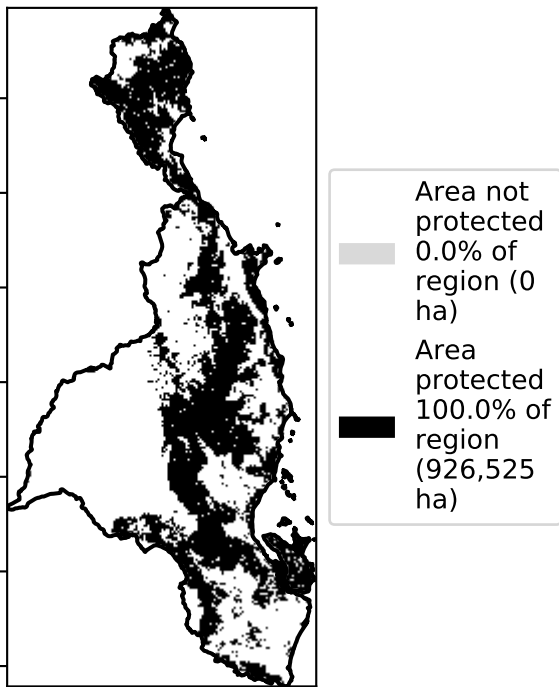 Area not
protected
0.0% of
region (0
ha)
Area
protected
100.0% of
region
(926,525
ha)